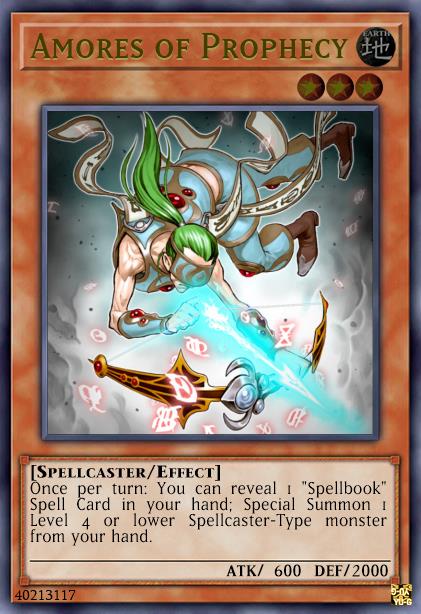 AMORES OF PROPHECY
EARTH
地
[SPELLCASTER/EFFECT]
Once per turn: You can reveal 1 "Spellbook"
Spell Card in your hand; Special Summon 1
Level 4 or lower Spellcaster-Type monster
from your hand.
ATK/ 600 DEF/2000
40213117